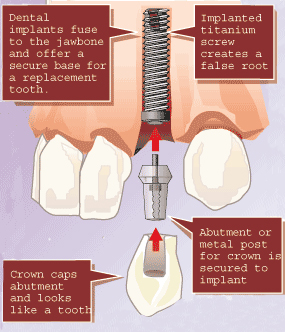 Dental
implants fuse
to the jawbone
and offer a
secure base for
a replacement
tooth.
Implanted
titanium
screw
creates a
false root
Abutment or
metal post
for crown is
secured to
implant
Crown caps
abutment
and looks
like a tooth